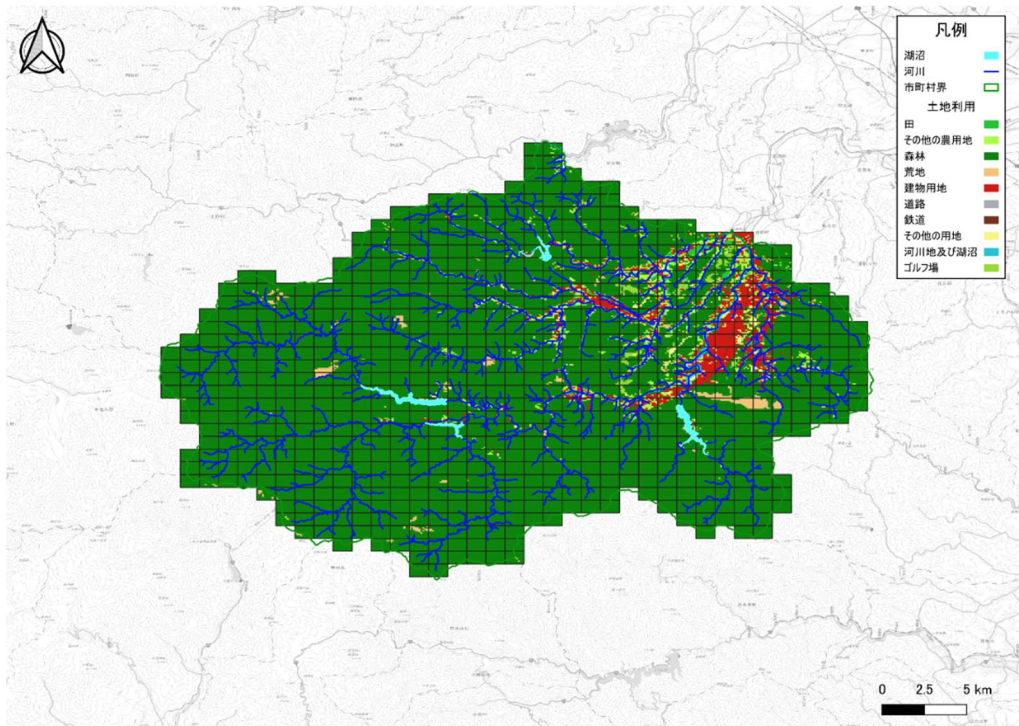 凡例
湖沼
河川
市町村界
土地利用
田
その他の農用地
森林
荒地
建物用地
道路
鉄道
その他の用地
河川地及び湖沼
ゴルフ場
0 2.5 5 km